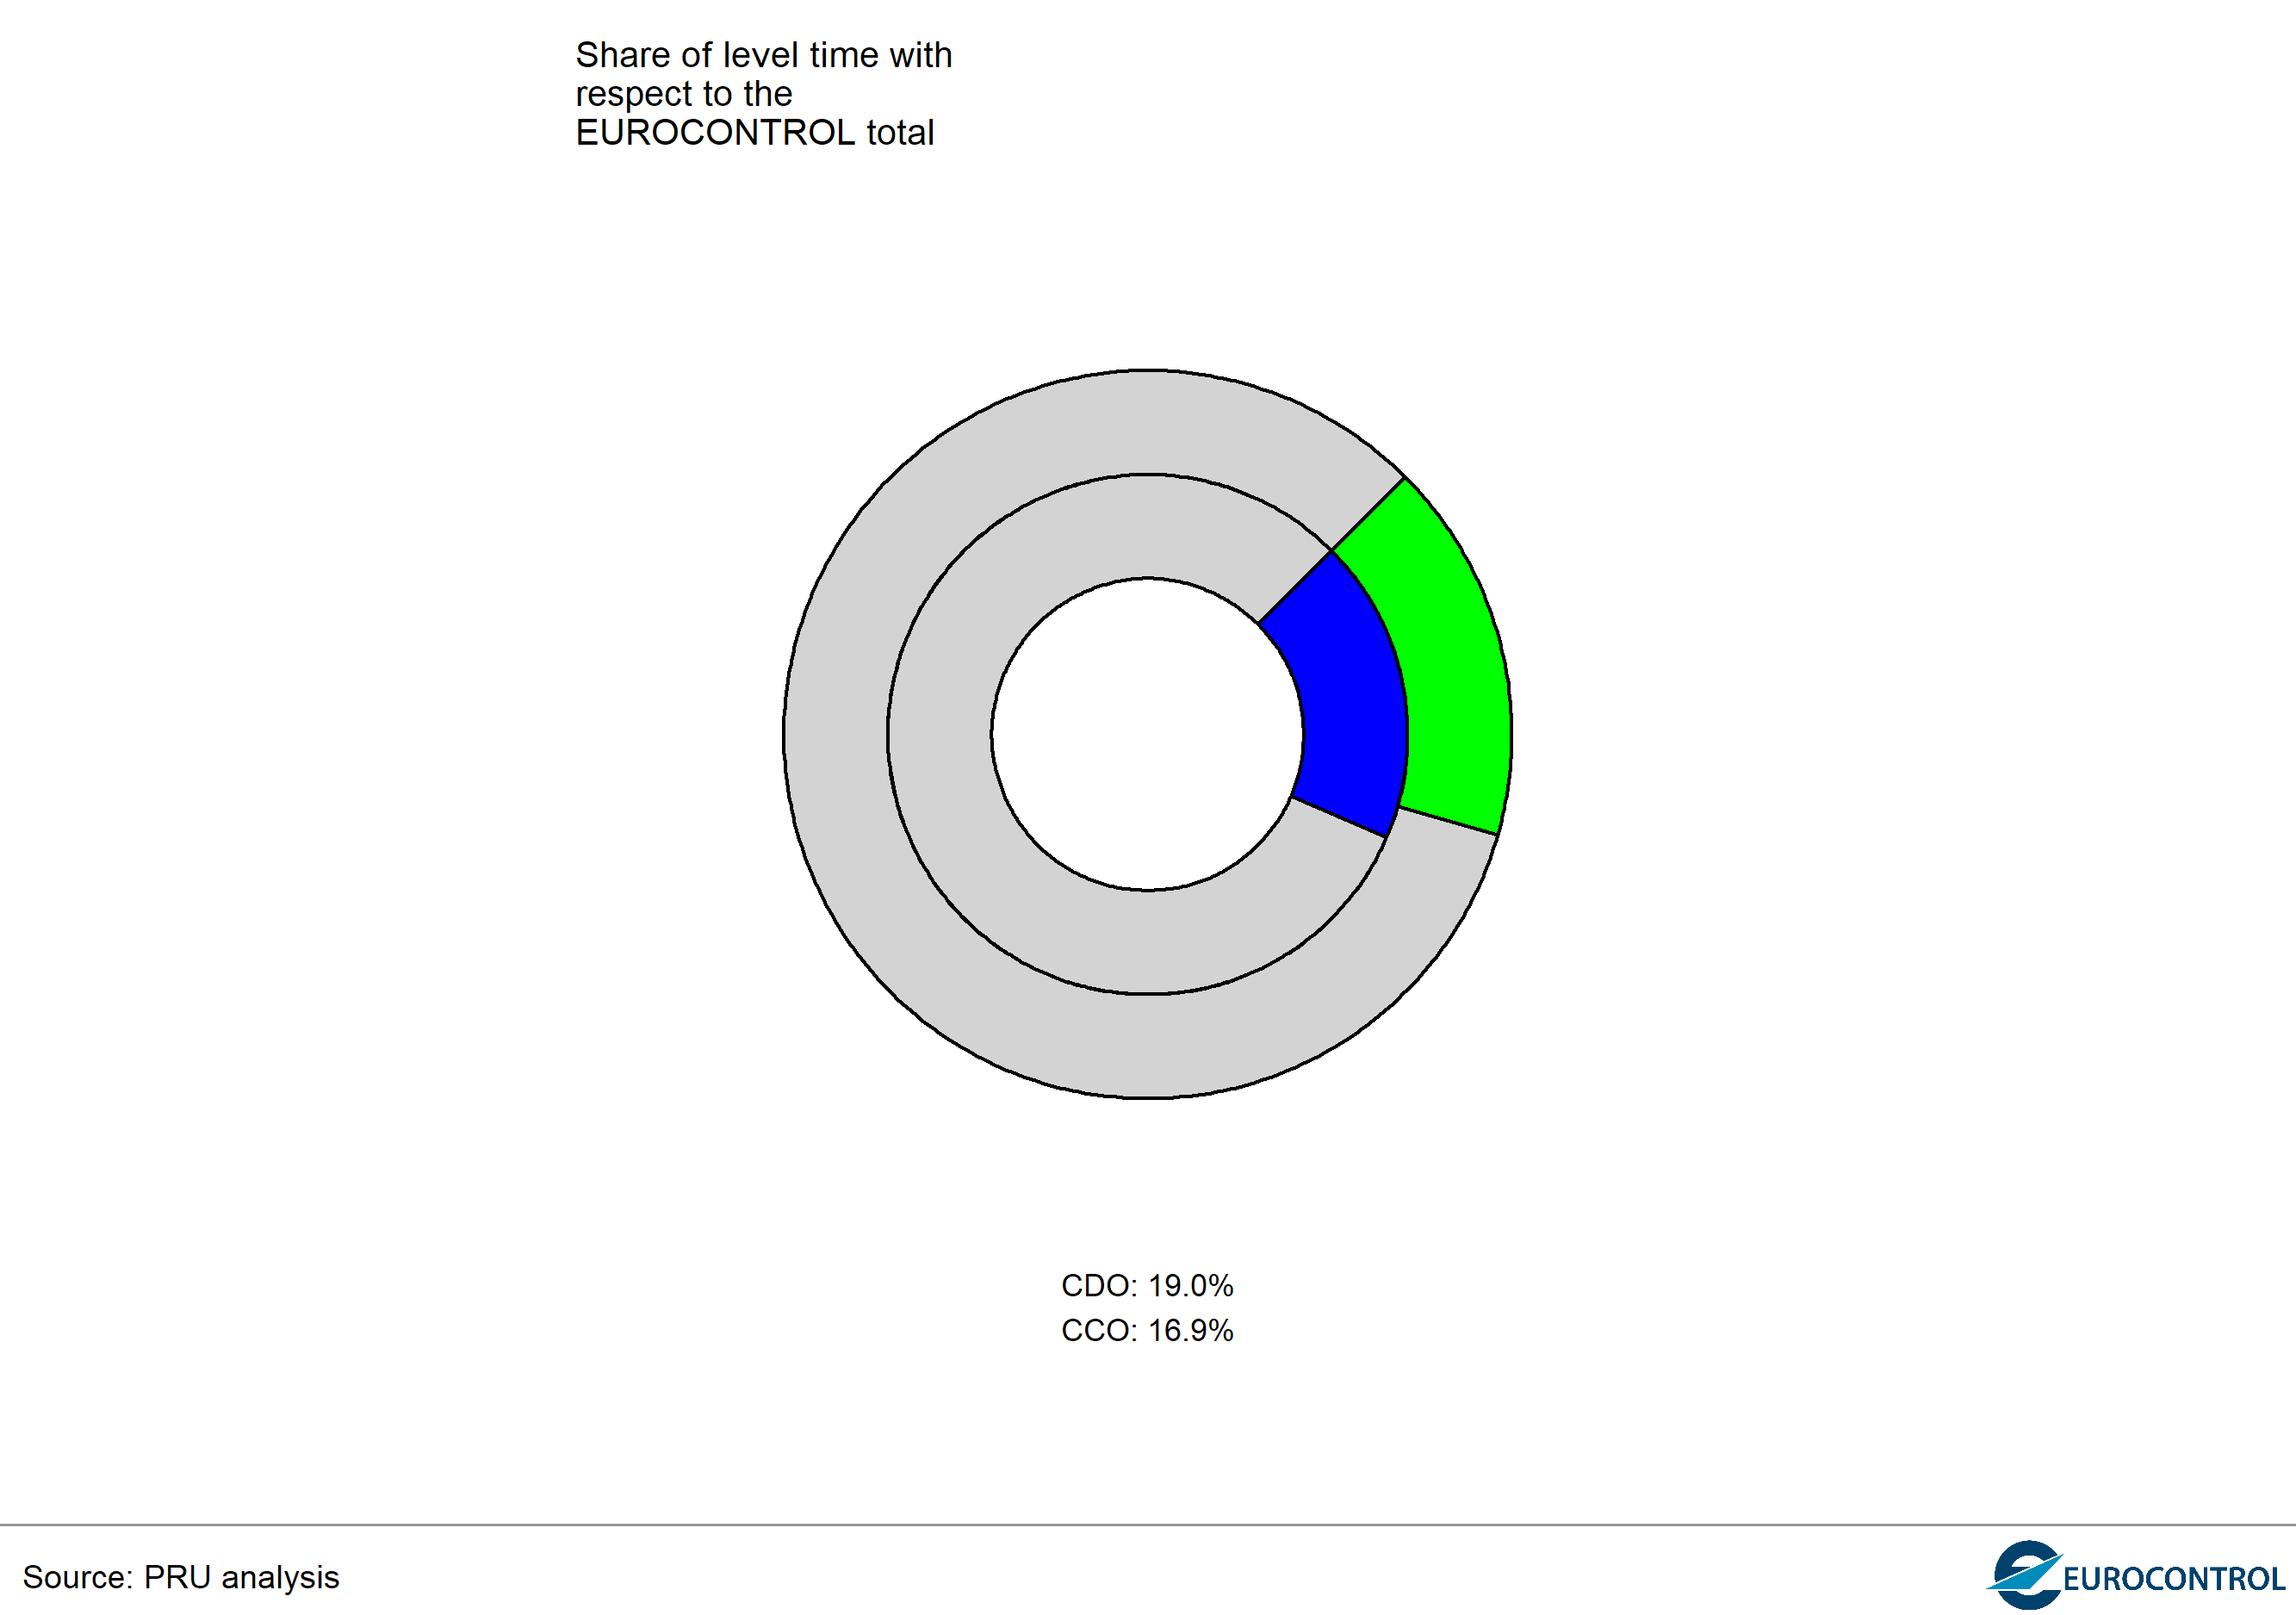 Share of level time with
respect to the
EUROCONTROL total
CDO: 19.0%
CCO: 16.9%
Source: PRU analysis
EUROCONTROL